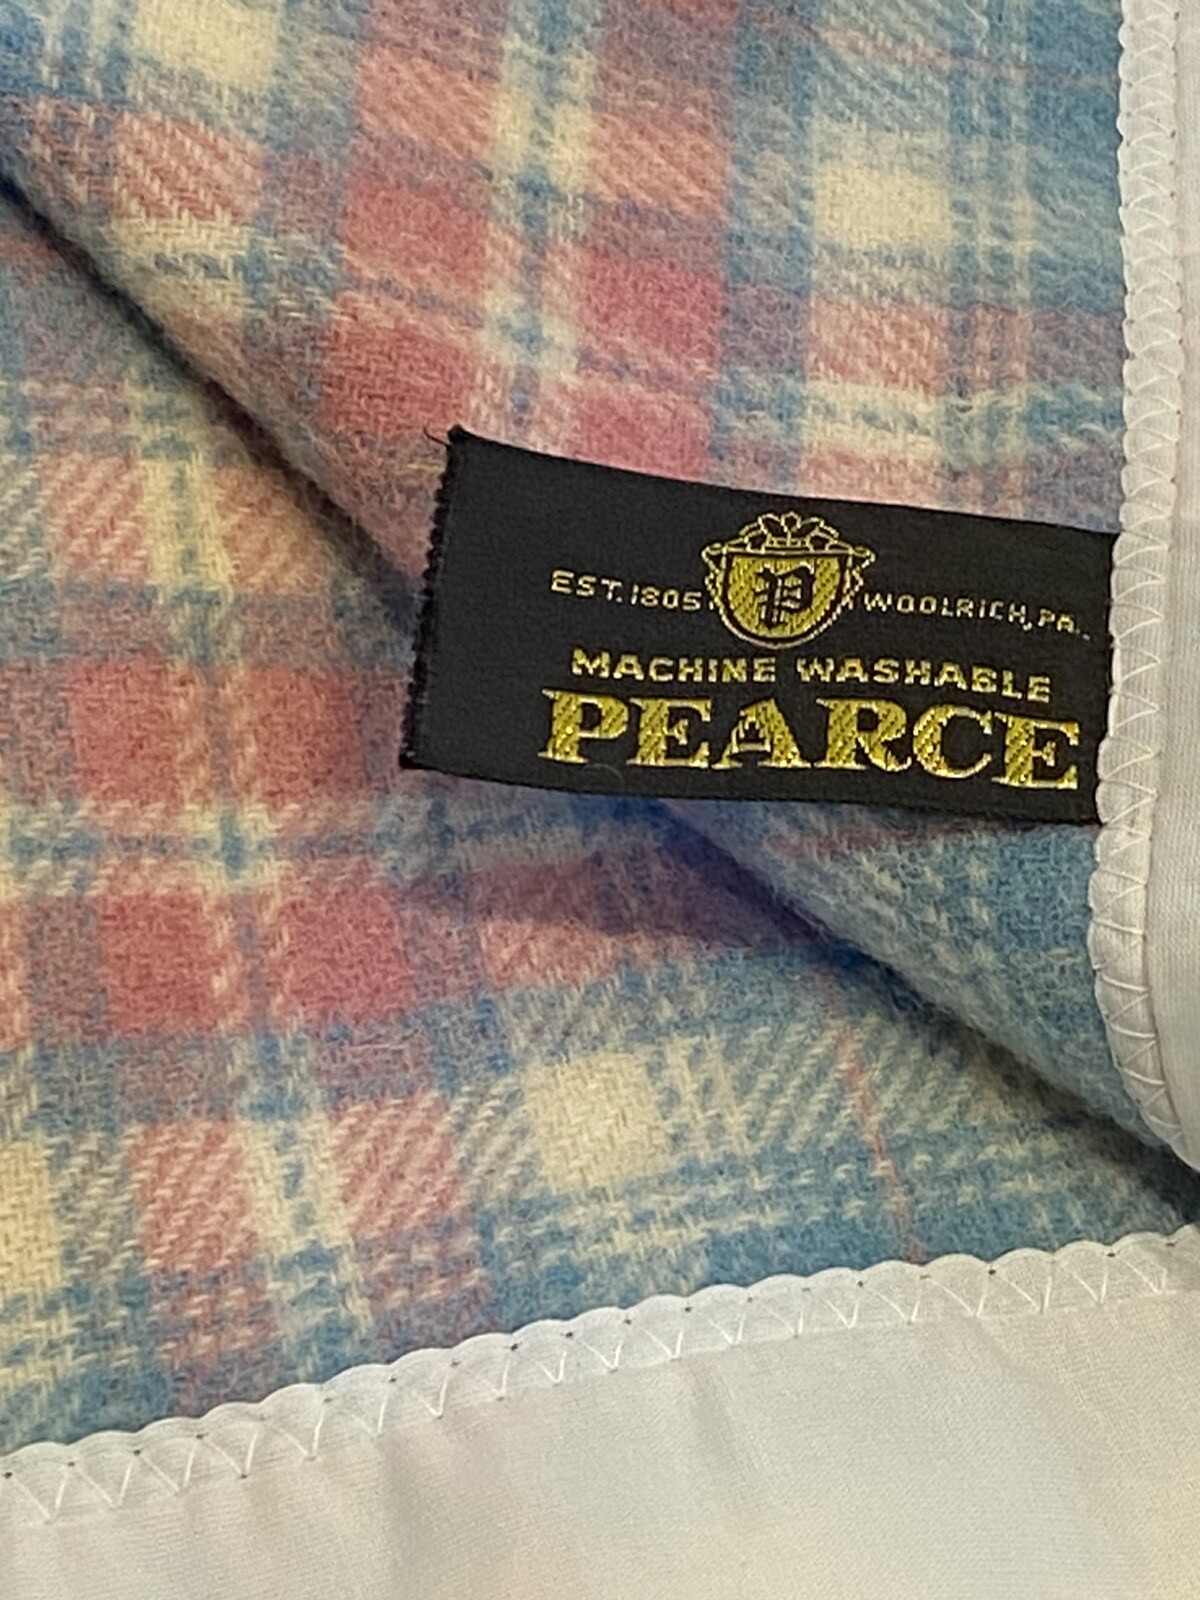 EST. 1805 P WOOLRICH, PA.
MACHINE WASHABLE
PEARCE